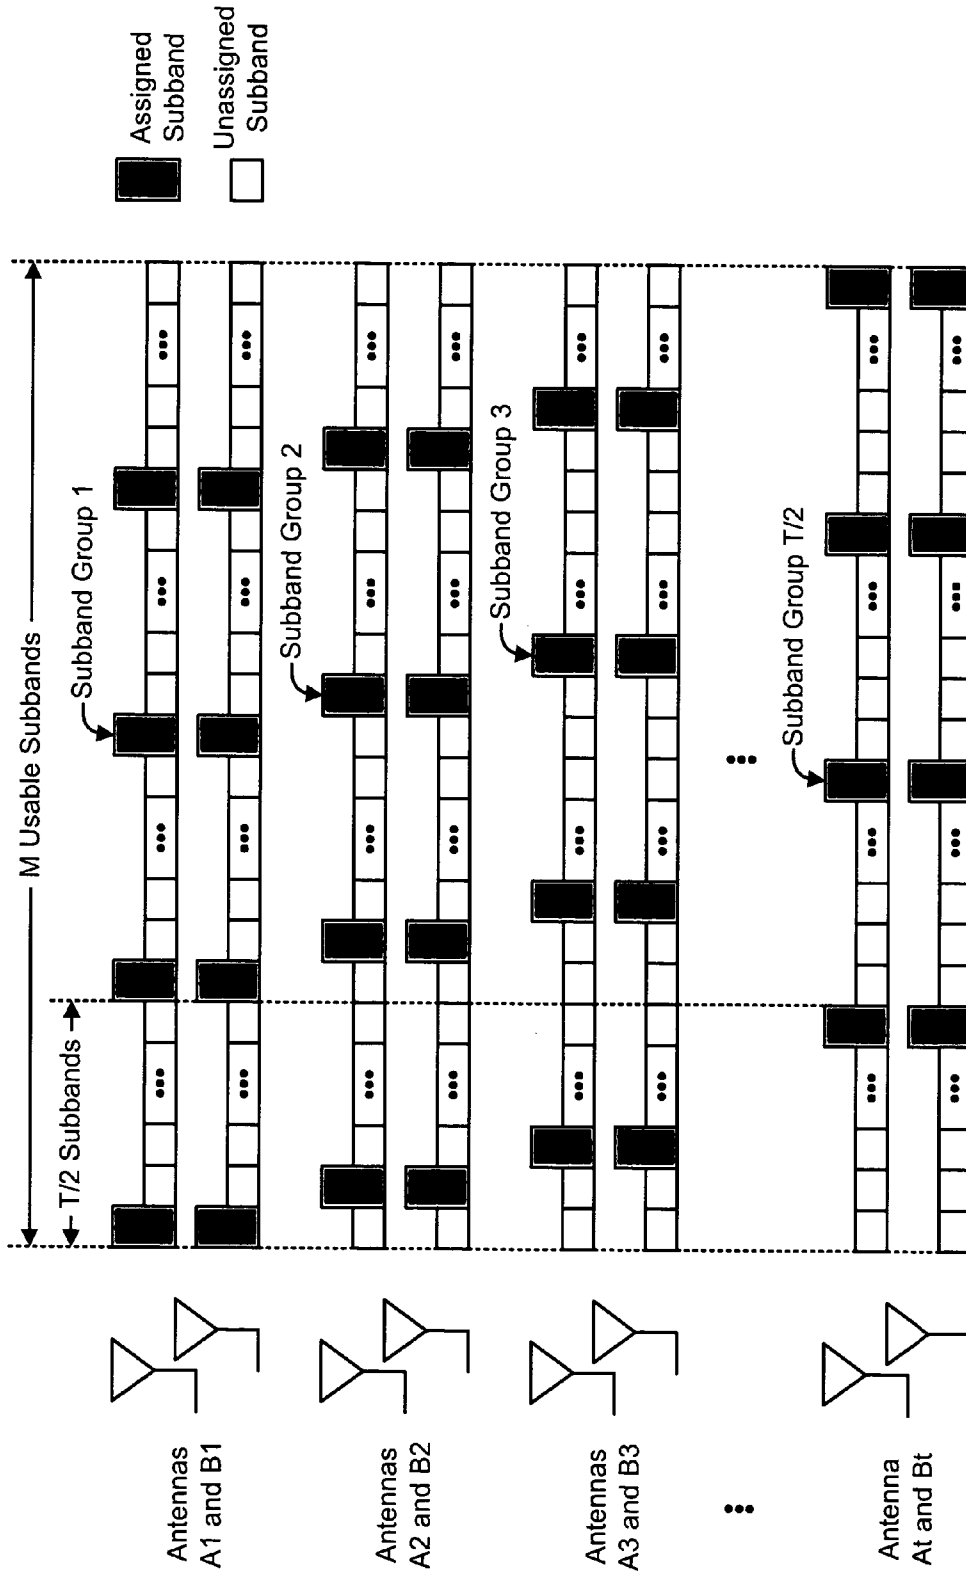 M Usable Subbands
T/2 Subbands
Assigned
Subband
Unassigned
Subband
Antennas
A1 and B1
Subband Group 1
•••
•••
•••
•••
•••
•••
•••
•••
Antennas
A2 and B2
Subband Group 2
•••
•••
•••
•••
•••
•••
•••
•••
Antennas
A3 and B3
Subband Group 3
•••
•••
•••
•••
•••
•••
•••
•••
•••
•••
Antenna
At and Bt
Subband Group T/2
•••
•••
•••
•••
•••
•••
•••
•••